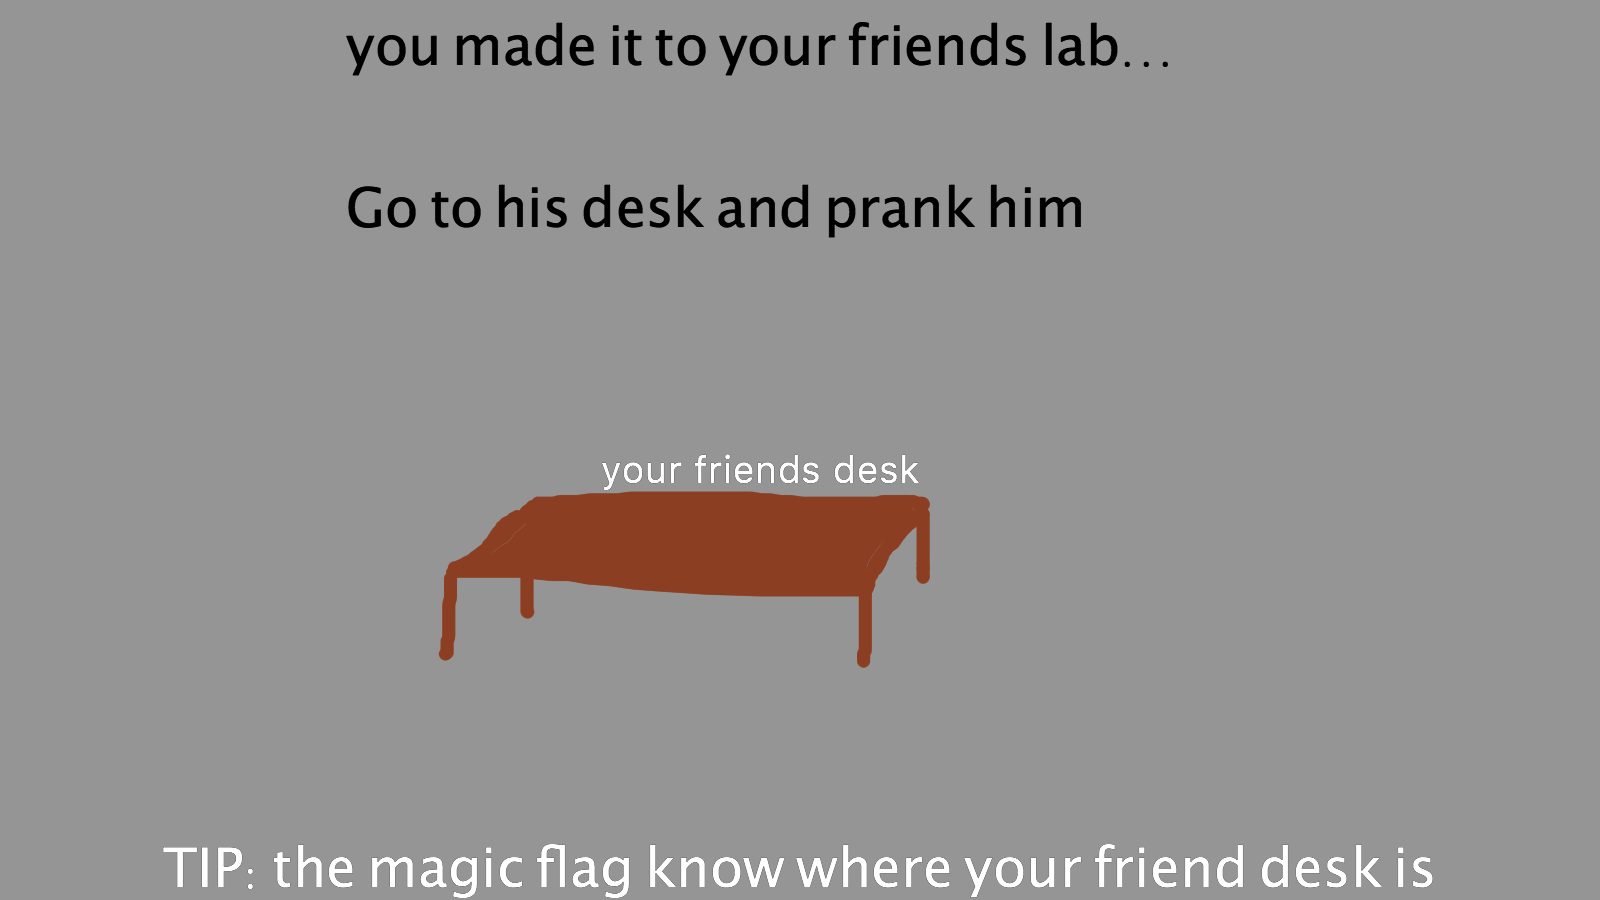 you made it to your friends lab...
Go to his desk and prank him
your friends desk
TIP: the magic flag know where your friend desk is